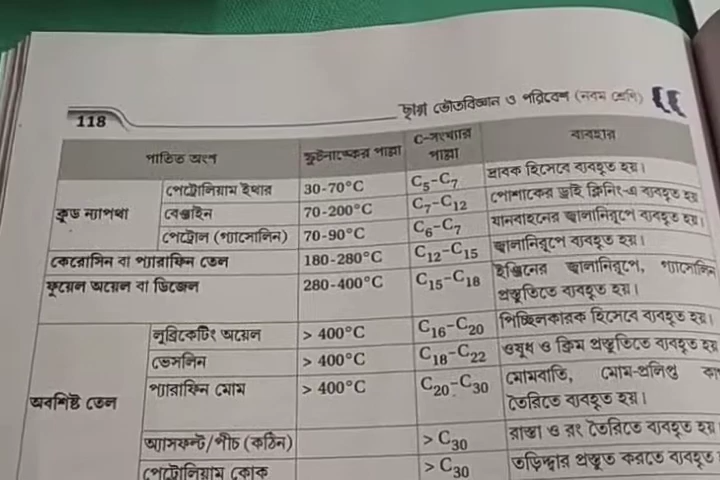 118
ছায়া ভৌতবিজ্ঞান ও পরিবেশ (নবম শ্রেণি)
পাতিত অংশ স্ফুটনাঙ্কের পাল্লা C-সংখ্যার পাল্লা ব্যবহার
ক্রুড ন্যাপথা পেট্রোলিয়াম ইথার 30-70°C C5-C7 দ্রাবক হিসেবে ব্যবহৃত হয়।
বেঞ্জাইন 70-200°C C7-C12 পোশাকের ড্রাই ক্লিনিং-এ ব্যবহৃত হয়
পেট্রোল (গ্যাসোলিন) 70-90°C C6-C7 যানবাহনের জ্বালানিরূপে ব্যবহৃত হয়।
কেরোসিন বা প্যারাফিন তেল 180-280°C C12-C15 জ্বালানিরূপে ব্যবহৃত হয়।
ফুয়েল অয়েল বা ডিজেল 280-400°C C15-C18 ইঞ্জিনের জ্বালানিরূপে, গ্যাসোলিন
প্রস্তুতিতে ব্যবহৃত হয়।
অবশিষ্ট তেল লুব্রিকেটিং অয়েল > 400°C C16-C20 পিচ্ছিলকারক হিসেবে ব্যবহৃত হয়।
ভেসলিন > 400°C C18-C22 ওষুধ ও ক্রিম প্রস্তুতিতে ব্যবহৃত হয়
প্যারাফিন মোম > 400°C C20-C30 মোমবাতি, মোম-প্রলিপ্ত
তৈরিতে ব্যবহৃত হয়।
অ্যাসফল্ট/পীচ (কঠিন) > C30 রাস্তা ও রং তৈরিতে ব্যবহৃত হয়
পেট্রোলিয়াম কোক > C30 তড়িদ্দ্বার প্রস্তুত করতে ব্যবহৃত